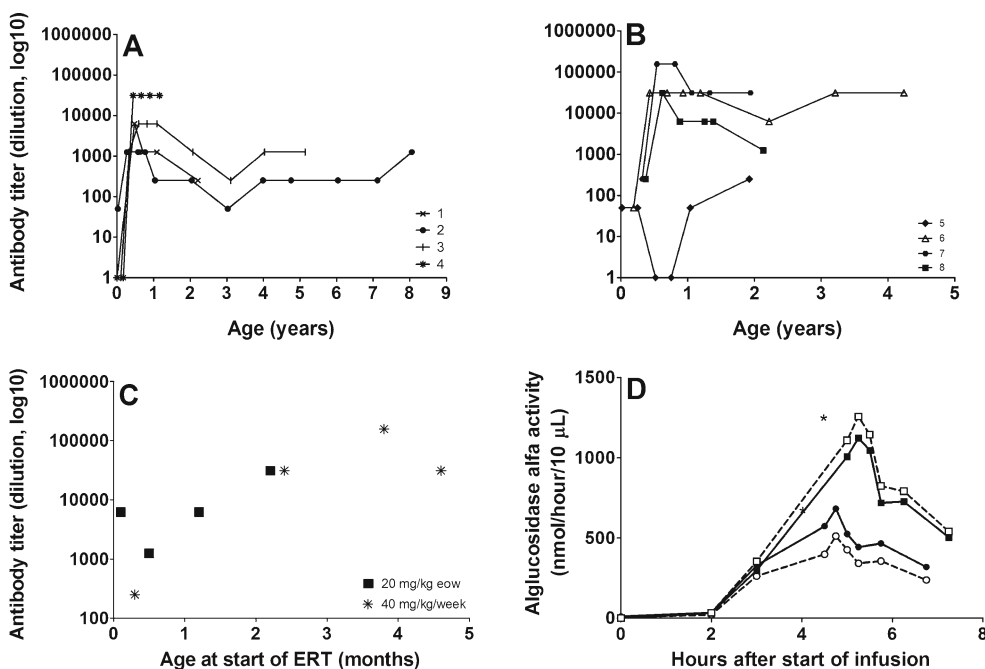 A
Antibody titer (dilution, log10)
1000000
100000
10000
1000
100
10
1
0 1 2 3 4 5 6 7 8 9
Age (years)
1
2
3
4
B
1000000
100000
10000
1000
100
10
1
0 1 2 3 4 5
Age (years)
5
6
7
8
C
Antibody titer (dilution, log10)
1000000
100000
10000
1000
100
0 1 2 3 4 5
Age at start of ERT (months)
20 mg/kg eow
40 mg/kg/week
D
Alglucosidase alfa activity
(nmol/hour/10 µL)
1500
1000
500
0
0 2 4 6 8
Hours after start of infusion